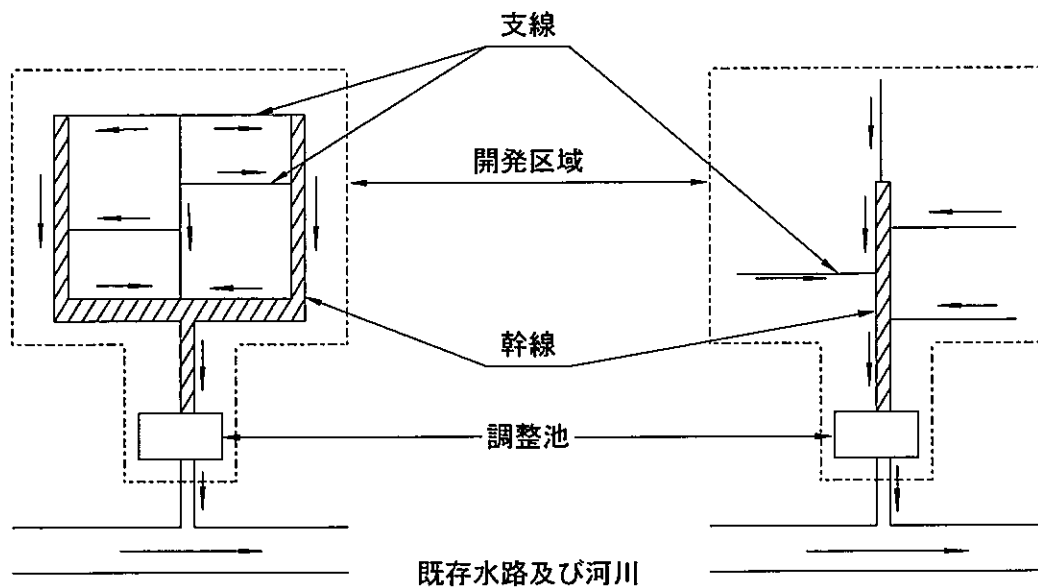 支線
開発区域
幹線
調整池
既存水路及び河川